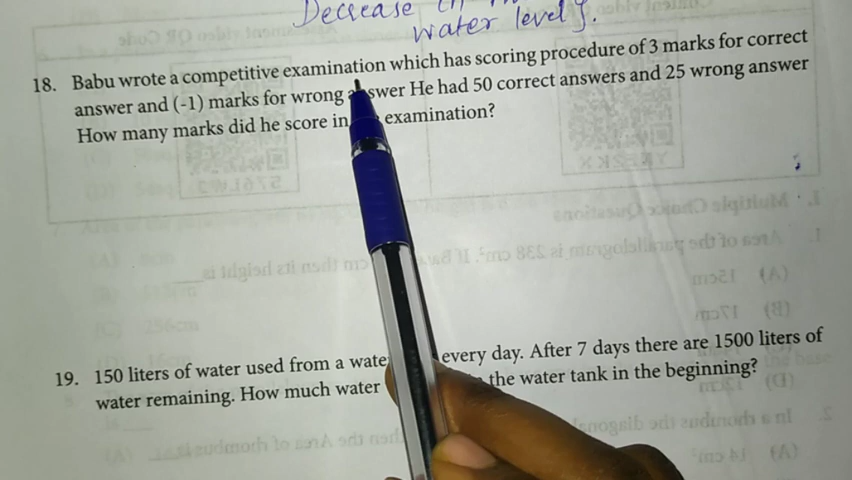 Decrease in
water level}.
18. Babu wrote a competitive examination which has scoring procedure of 3 marks for correct
answer and (-1) marks for wrong answer He had 50 correct answers and 25 wrong answer
How many marks did he score in examination?
19. 150 liters of water used from a water every day. After 7 days there are 1500 liters of
water remaining. How much water the water tank in the beginning?